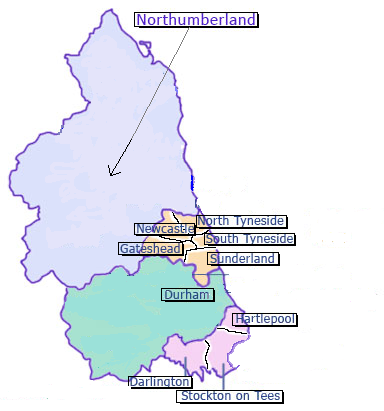 Northumberland
North Tyneside
Newcastle
South Tyneside
Gateshead
Sunderland
Durham
Hartlepool
Darlington
Stockton on Tees